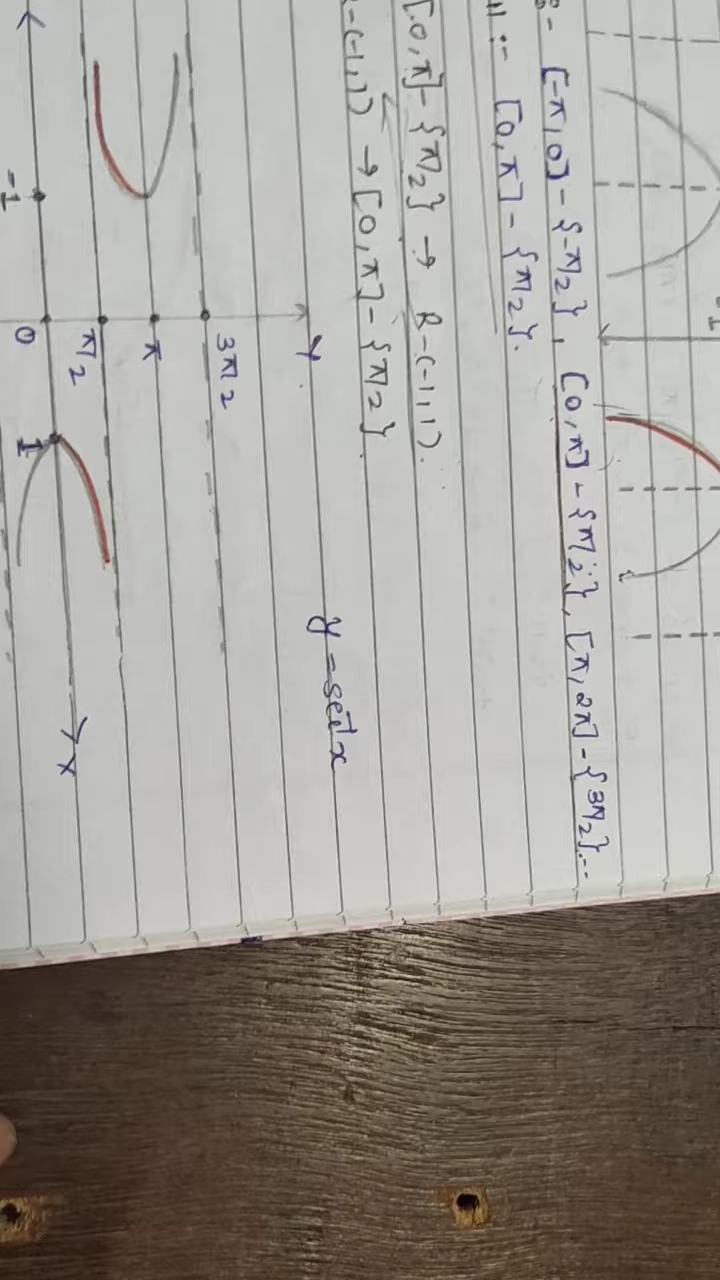 -1
:- [-π, 0] - {-π/2}, [0, π] - {π/2}, [π, 2π] - {3π/2}...
:- [0, π] - {π/2}.
[0, π] - {π/2} → R - (-1, 1).
R - (-1, 1) → [0, π] - {π/2}
Y
y = sec⁻¹x
3π/2
π
π/2
-1 0 1 X